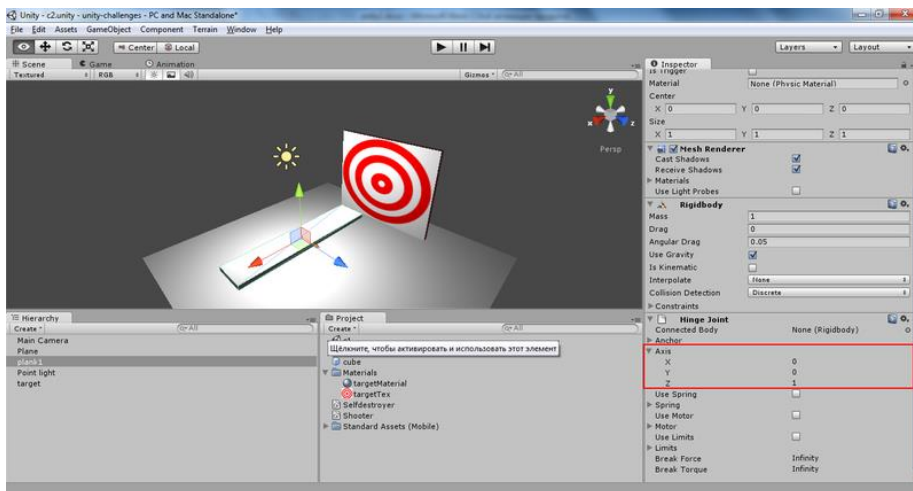 Unity - c2.unity - unity-challenges - PC and Mac Standalone*
File Edit Assets GameObject Component Terrain Window Help
Center Local
Layers Layout
Scene Game Animation
Textured RGB Gizmos All
y
x z
Persp
Inspector
Is Trigger
Material None (Physic Material)
Center
X 0 Y 0 Z 0
Size
X 1 Y 1 Z 1
Mesh Renderer
Cast Shadows
Receive Shadows
Materials
Use Light Probes
Rigidbody
Mass 1
Drag 0
Angular Drag 0.05
Use Gravity
Is Kinematic
Interpolate None
Collision Detection Discrete
Constraints
Hinge Joint
Connected Body None (Rigidbody)
Anchor
Axis
X 0
Y 0
Z 1
Use Spring
Spring
Use Motor
Motor
Use Limits
Limits
Break Force Infinity
Break Torque Infinity
Hierarchy
Create All
Main Camera
Plane
plank1
Point light
target
Project
Create All
Щёлкните, чтобы активировать и использовать этот элемент
cube
Materials
targetMaterial
targetTex
Selfdestroyer
Shooter
Standard Assets (Mobile)